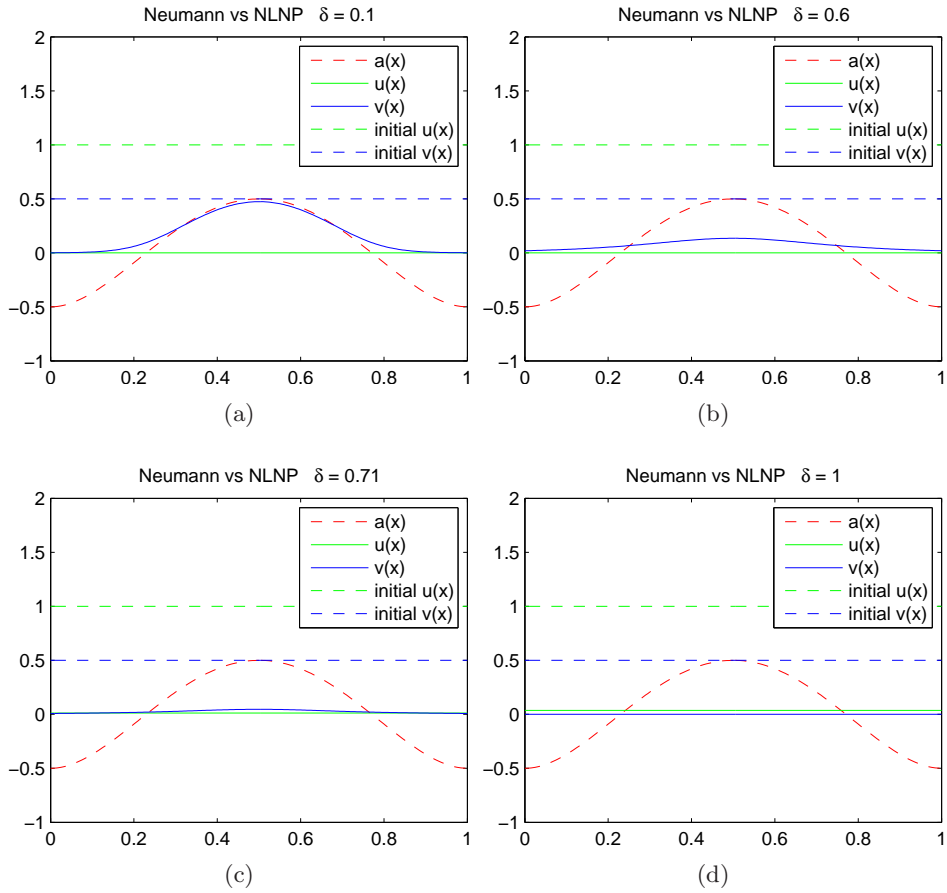 Neumann vs NLNP δ = 0.1
2
1.5
1
0.5
0
−0.5
−1
0
0.2
0.4
0.6
0.8
1
a(x)
u(x)
v(x)
initial u(x)
initial v(x)
(a)
Neumann vs NLNP δ = 0.6
2
1.5
1
0.5
0
−0.5
−1
0
0.2
0.4
0.6
0.8
1
a(x)
u(x)
v(x)
initial u(x)
initial v(x)
(b)
Neumann vs NLNP δ = 0.71
2
1.5
1
0.5
0
−0.5
−1
0
0.2
0.4
0.6
0.8
1
a(x)
u(x)
v(x)
initial u(x)
initial v(x)
(c)
Neumann vs NLNP δ = 1
2
1.5
1
0.5
0
−0.5
−1
0
0.2
0.4
0.6
0.8
1
a(x)
u(x)
v(x)
initial u(x)
initial v(x)
(d)